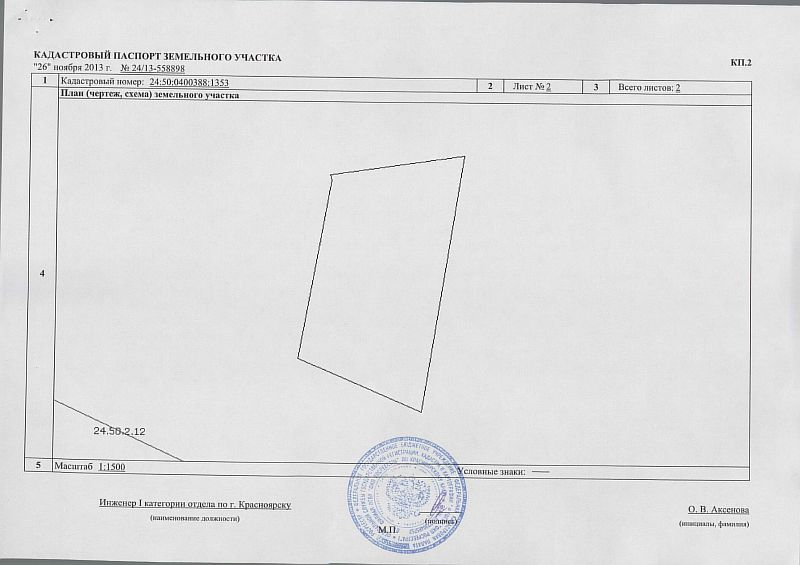 КАДАСТРОВЫЙ ПАСПОРТ ЗЕМЕЛЬНОГО УЧАСТКА
"26" ноября 2013 г. № 24/13-558898
КП.2
1 Кадастровый номер: 24:50:0400388:1353 2 Лист № 2 3 Всего листов: 2
План (чертеж, схема) земельного участка
4
24.50.2.12
5 Масштаб 1:1500 Условные знаки:
Инженер I категории отдела по г. Красноярску О. В. Аксенова
(наименование должности) М.П. (подпись) (инициалы, фамилия)